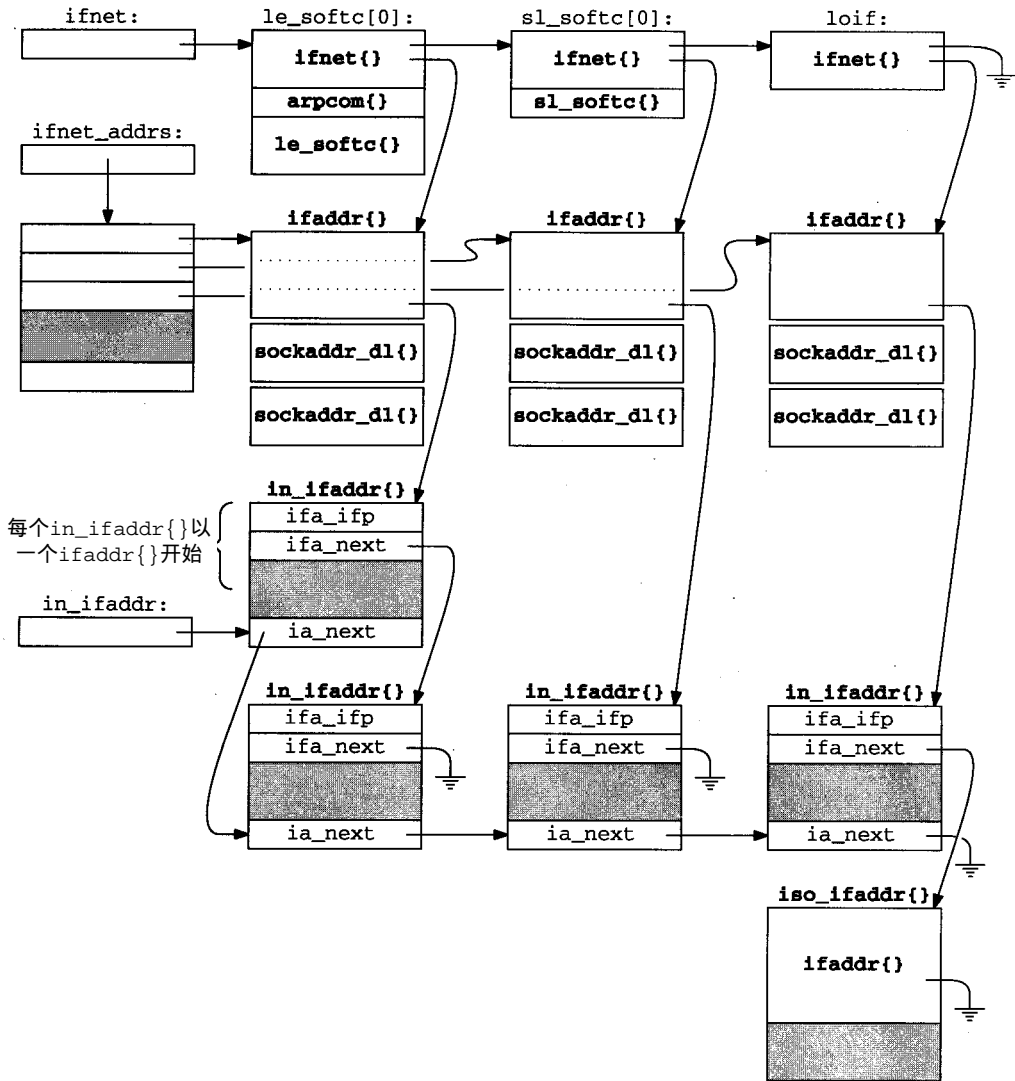 ifnet:
le_softc[0]:
sl_softc[0]:
loif:
ifnet{}
ifnet{}
ifnet{}
arpcom{}
sl_softc{}
le_softc{}
ifnet_addrs:
ifaddr{}
ifaddr{}
ifaddr{}
sockaddr_dl{}
sockaddr_dl{}
sockaddr_dl{}
sockaddr_dl{}
sockaddr_dl{}
sockaddr_dl{}
in_ifaddr{}
每个in_ifaddr{}以
一个ifaddr{}开始
ifa_ifp
ifa_next
in_ifaddr:
ia_next
in_ifaddr{}
in_ifaddr{}
in_ifaddr{}
ifa_ifp
ifa_ifp
ifa_ifp
ifa_next
ifa_next
ifa_next
ia_next
ia_next
ia_next
iso_ifaddr{}
ifaddr{}